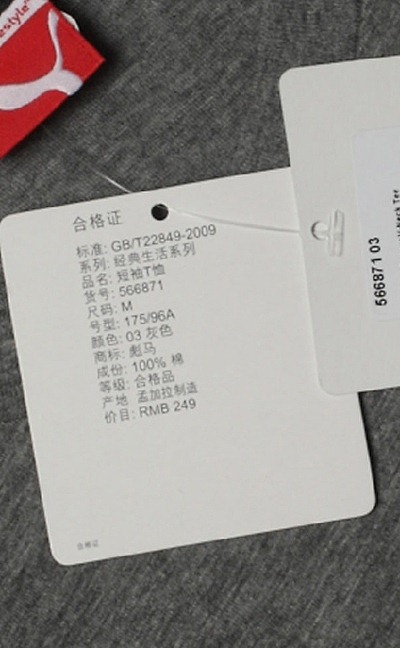 estyle
合格证
标准: GB/T22849-2009
系列: 经典生活系列
品名: 短袖T恤
货号: 566871
尺码: M
号型: 175/96A
颜色: 03 灰色
商标: 彪马
成份: 100% 棉
等级: 合格品
产地 孟加拉制造
价目: RMB 249
合格证
566871 03